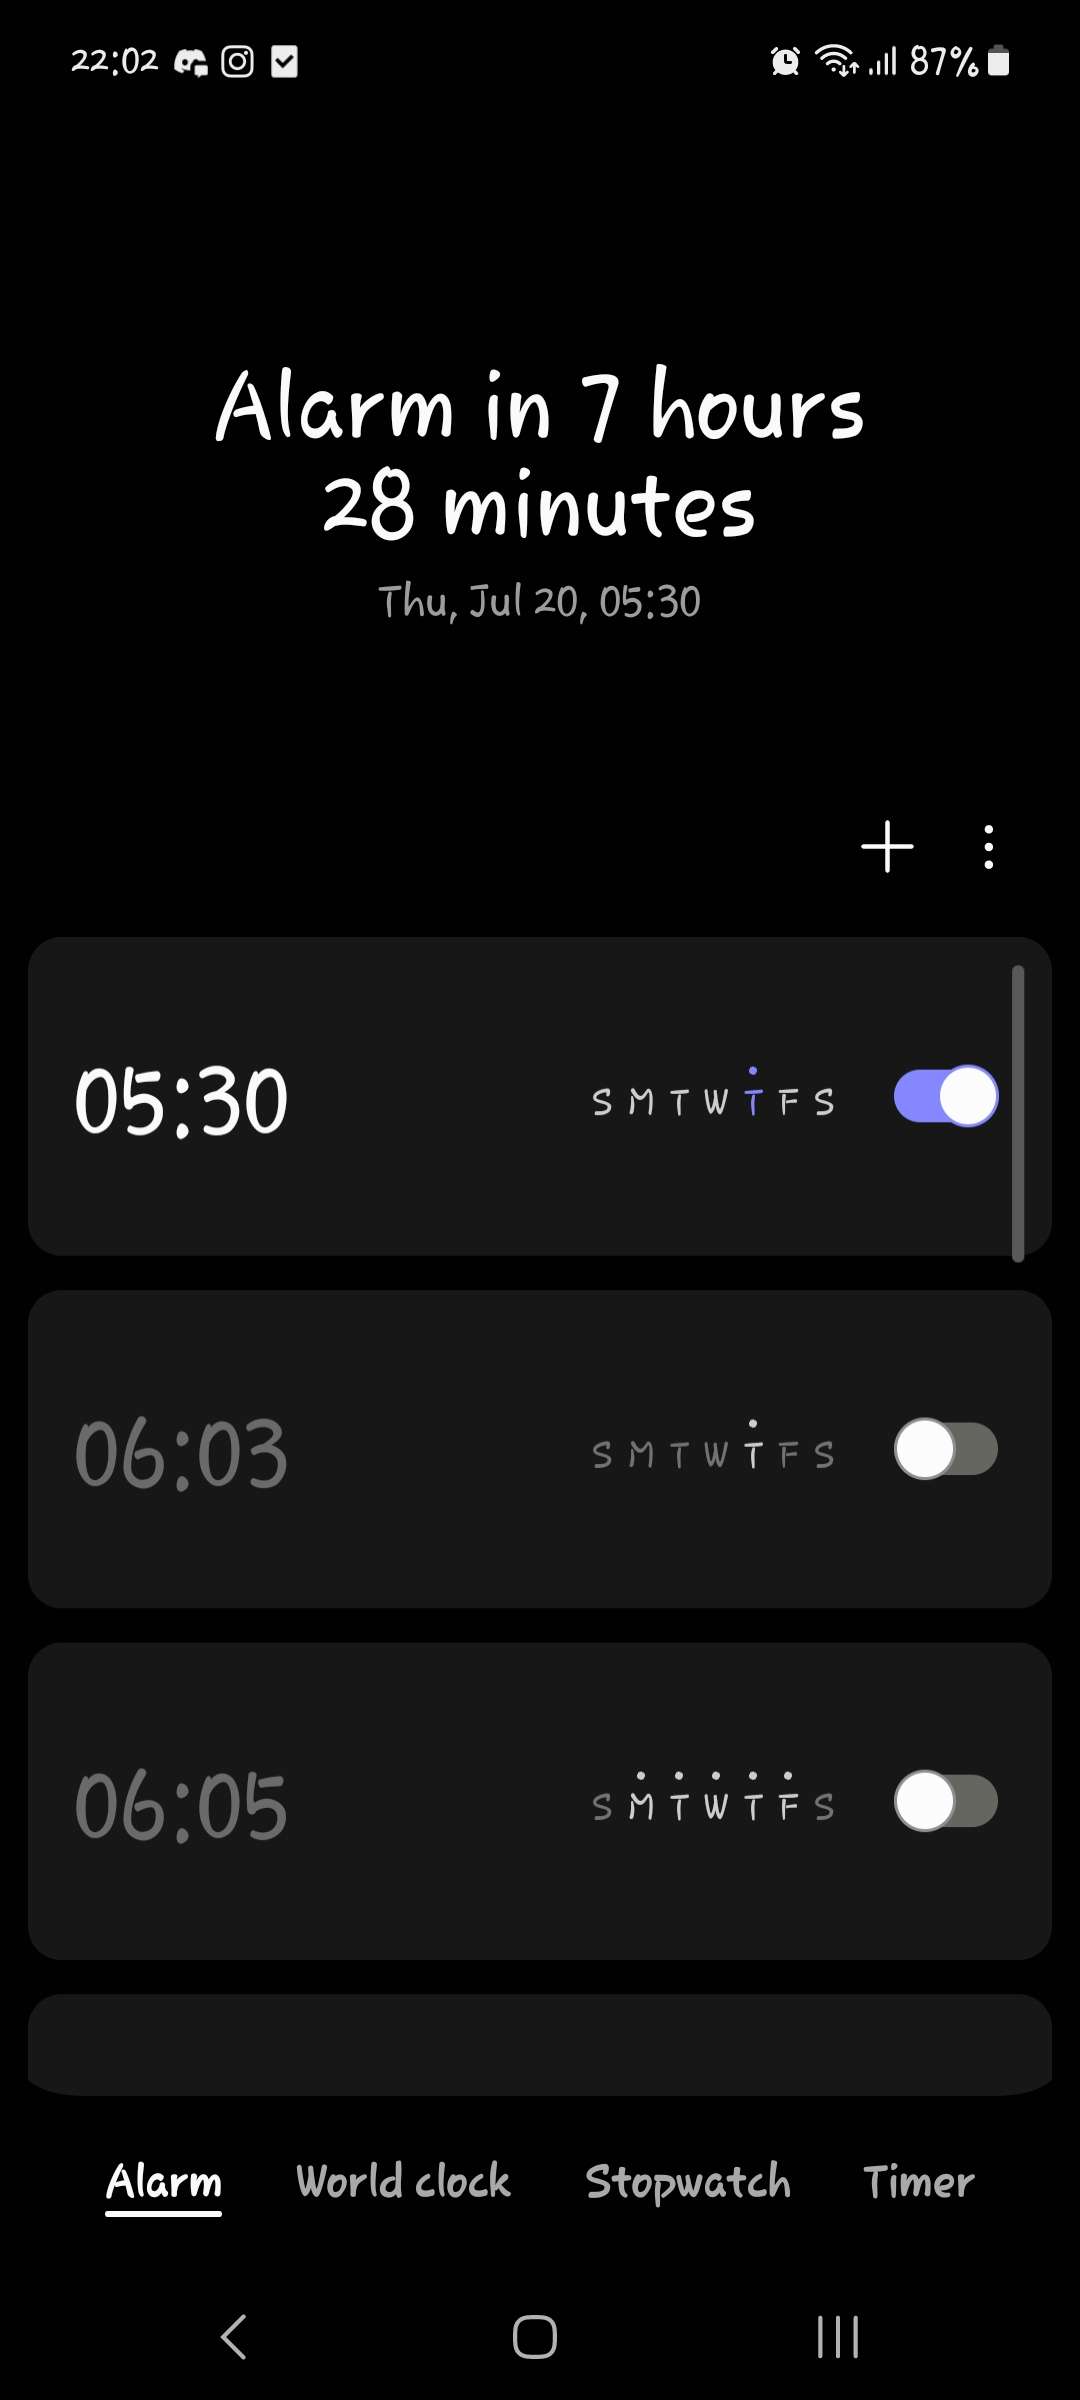 22:02
87%
Alarm in 7 hours
28 minutes
Thu, Jul 20, 05:30
05:30 S M T W T F S
06:03 S M T W T F S
06:05 S M T W T F S
Alarm World clock Stopwatch Timer